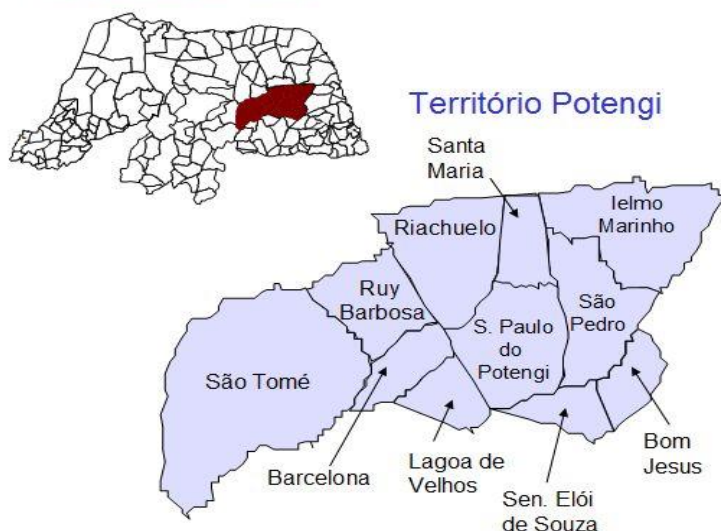 Território Potengi
Santa
Maria
Riachuelo
Ielmo
Marinho
Ruy
Barbosa
São
Pedro
S. Paulo
do
Potengi
São Tomé
Barcelona
Lagoa de
Velhos
Sen. Elói
de Souza
Bom
Jesus